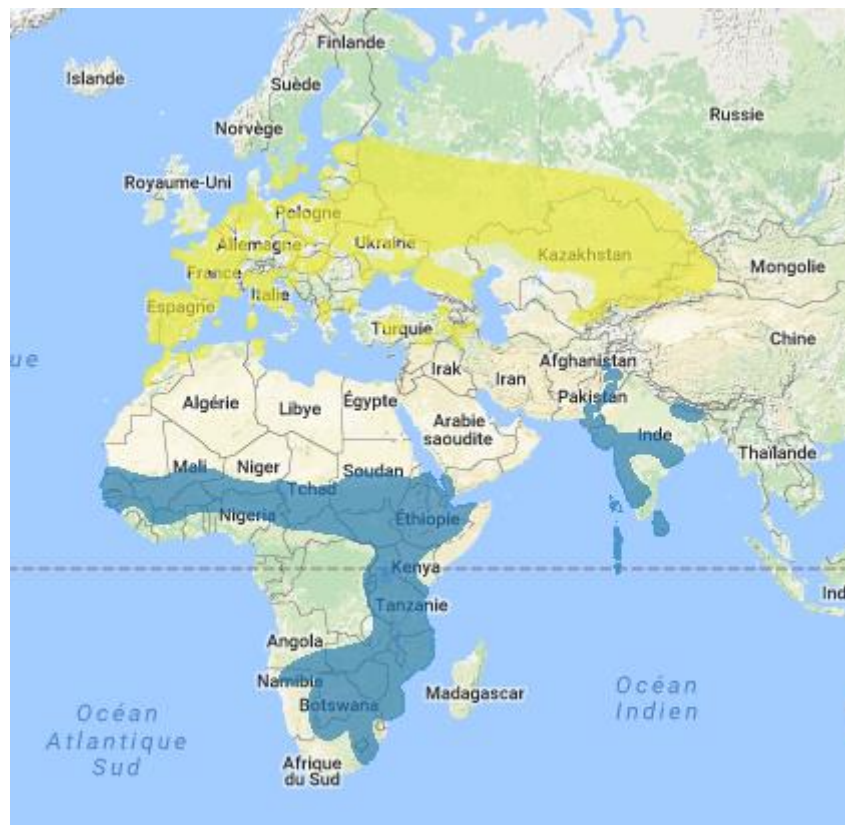 Finlande
Islande
Suède
Russie
Norvège
Royaume-Uni
Pologne
Allemagne
Ukraine
Kazakhstan
France
Mongolie
Italie
Espagne
Turquie
Chine
ue
Afghanistan
Irak
Iran
Pakistan
Algérie
Égypte
Libye
Arabie
saoudite
Inde
Thaïlande
Mali
Niger
Soudan
Tchad
Nigeria
Éthiopie
Kenya
Ind
Tanzanie
Angola
Namibie
Madagascar
Océan
Indien
Botswana
Océan
Atlantique
Sud
Afrique
du Sud